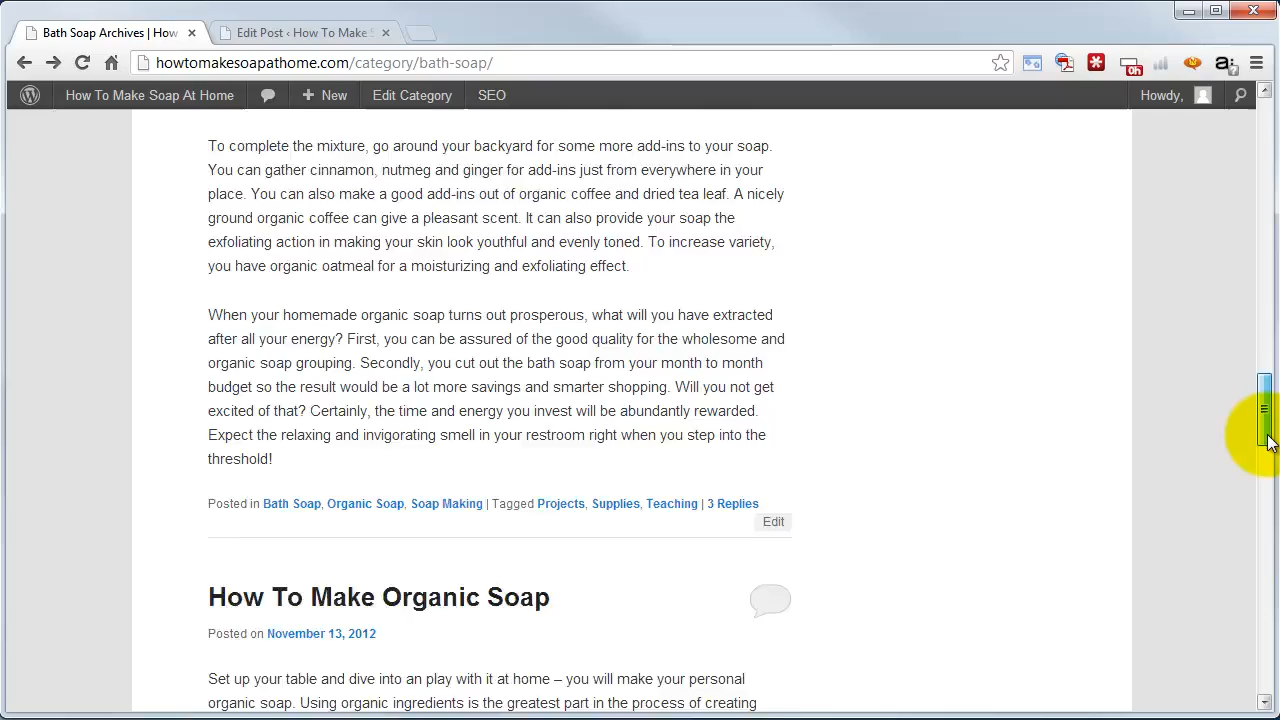 Bath Soap Archives | How
Edit Post ‹ How To Make
howtomakesoapathome.com/category/bath-soap/
How To Make Soap At Home
New
Edit Category
SEO
Howdy,
To complete the mixture, go around your backyard for some more add-ins to your soap.
You can gather cinnamon, nutmeg and ginger for add-ins just from everywhere in your
place. You can also make a good add-ins out of organic coffee and dried tea leaf. A nicely
ground organic coffee can give a pleasant scent. It can also provide your soap the
exfoliating action in making your skin look youthful and evenly toned. To increase variety,
you have organic oatmeal for a moisturizing and exfoliating effect.
When your homemade organic soap turns out prosperous, what will you have extracted
after all your energy? First, you can be assured of the good quality for the wholesome and
organic soap grouping. Secondly, you cut out the bath soap from your month to month
budget so the result would be a lot more savings and smarter shopping. Will you not get
excited of that? Certainly, the time and energy you invest will be abundantly rewarded.
Expect the relaxing and invigorating smell in your restroom right when you step into the
threshold!
Posted in Bath Soap, Organic Soap, Soap Making | Tagged Projects, Supplies, Teaching | 3 Replies
Edit
How To Make Organic Soap
Posted on November 13, 2012
Set up your table and dive into an play with it at home – you will make your personal
organic soap. Using organic ingredients is the greatest part in the process of creating